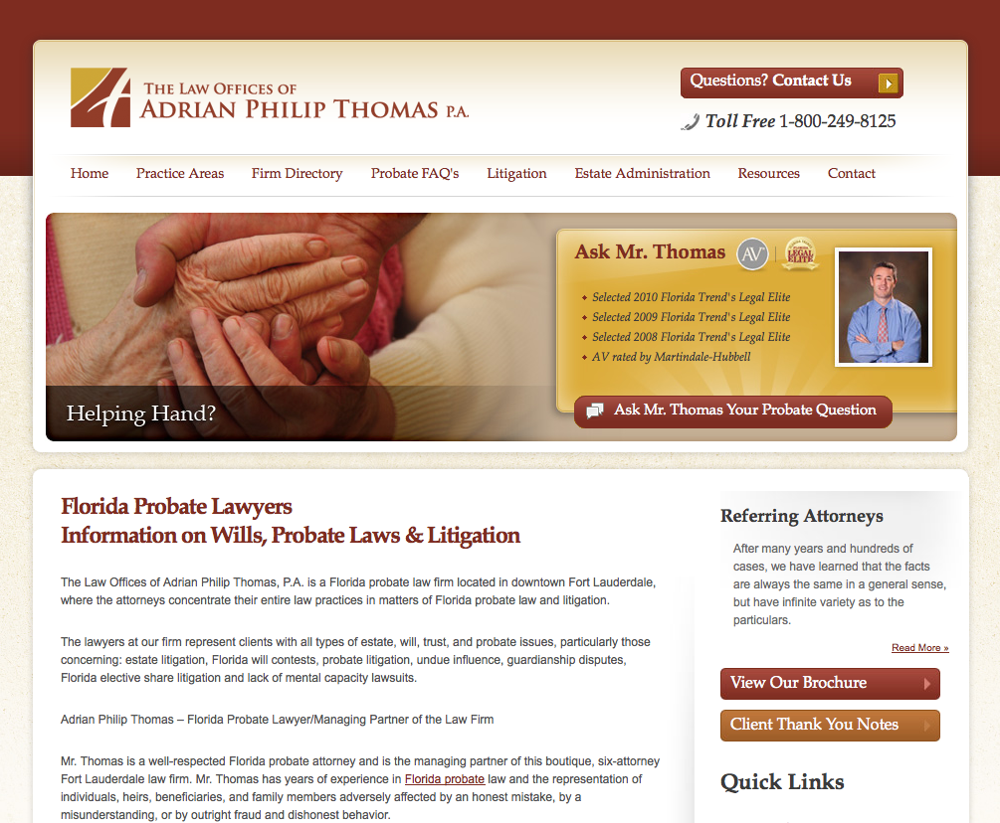 THE LAW OFFICES OF
ADRIAN PHILIP THOMAS P.A.
Questions? Contact Us
Toll Free 1-800-249-8125
Home Practice Areas Firm Directory Probate FAQ's Litigation Estate Administration Resources Contact
Ask Mr. Thomas
AV
LEGAL
ELITE
Selected 2010 Florida Trend's Legal Elite
Selected 2009 Florida Trend's Legal Elite
Selected 2008 Florida Trend's Legal Elite
AV rated by Martindale-Hubbell
Helping Hand?
Ask Mr. Thomas Your Probate Question
Florida Probate Lawyers
Information on Wills, Probate Laws & Litigation
The Law Offices of Adrian Philip Thomas, P.A. is a Florida probate law firm located in downtown Fort Lauderdale,
where the attorneys concentrate their entire law practices in matters of Florida probate law and litigation.
The lawyers at our firm represent clients with all types of estate, will, trust, and probate issues, particularly those
concerning: estate litigation, Florida will contests, probate litigation, undue influence, guardianship disputes,
Florida elective share litigation and lack of mental capacity lawsuits.
Adrian Philip Thomas – Florida Probate Lawyer/Managing Partner of the Law Firm
Mr. Thomas is a well-respected Florida probate attorney and is the managing partner of this boutique, six-attorney
Fort Lauderdale law firm. Mr. Thomas has years of experience in Florida probate law and the representation of
individuals, heirs, beneficiaries, and family members adversely affected by an honest mistake, by a
misunderstanding, or by outright fraud and dishonest behavior.
Referring Attorneys
After many years and hundreds of
cases, we have learned that the facts
are always the same in a general sense,
but have infinite variety as to the
particulars.
Read More »
View Our Brochure
Client Thank You Notes
Quick Links